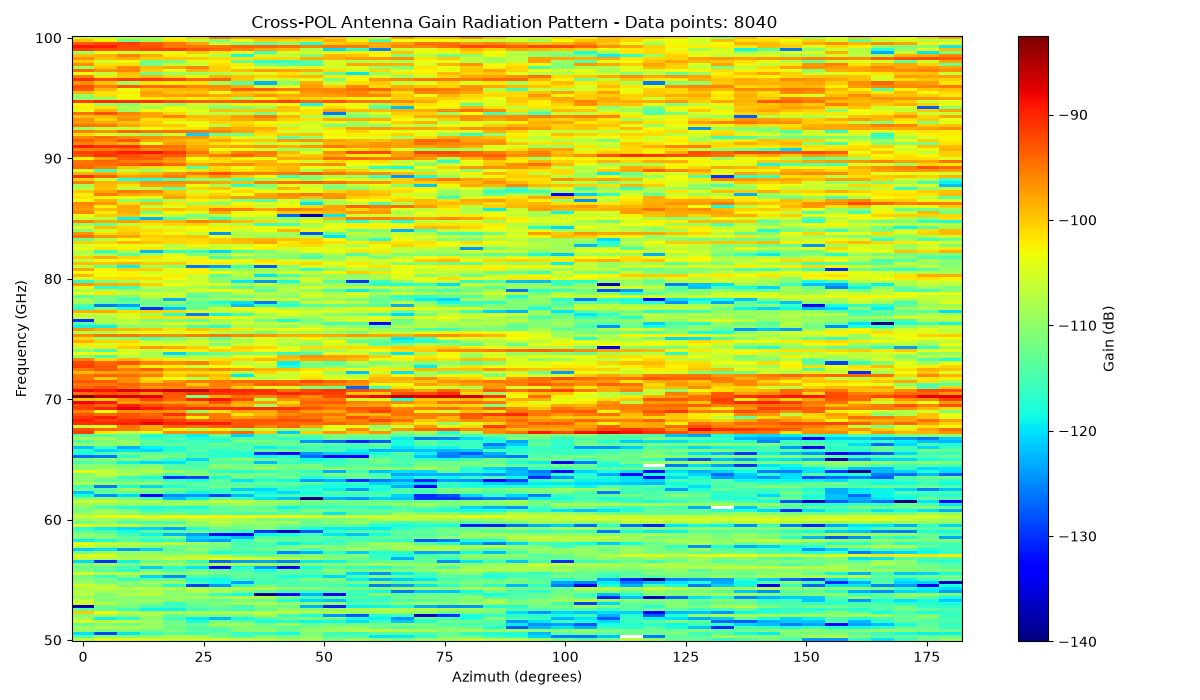 Cross-POL Antenna Gain Radiation Pattern - Data points: 8040
100
90
80
70
60
50
Frequency (GHz)
0 25 50 75 100 125 150 175
Azimuth (degrees)
−90
−100
−110
−120
−130
−140
Gain (dB)